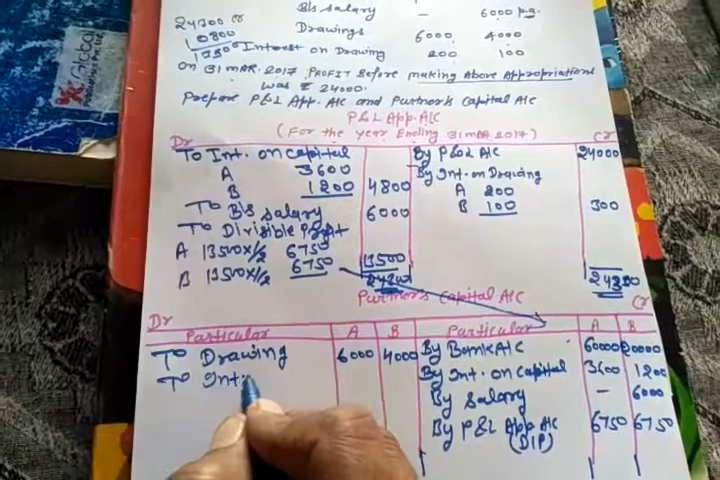 Global
B's salary - 6000 p.a.
24300 cr
10800
Drawings 6000 4000
Interest on Drawing 200 100
On 31 MAR. 2017 PROFIT Before making Above Appropriations
was ₹ 24000.
Prepare P&L App. A/c and Partner's Capital A/c
P&L App. A/c
(For the year Ending 31 MAR 2017)
Dr Cr
To Int. on capital By P&L A/c 24000
A 3600 By Int. on Drawing
B 1200 4800 A 200
To B's salary 6000 B 100 300
To Divisible Profit
A 13500×1/2 6750
B 13500×1/2 6750 13500
24300 24300
Partner's Capital A/c
Dr Cr
Particular A B Particular A B
To Drawing 6000 4000 By Bank A/c 60000 20000
To Int. By Int. on capital 3600 1200
By salary - 6000
By P&L App A/c 6750 6750
(D/P)